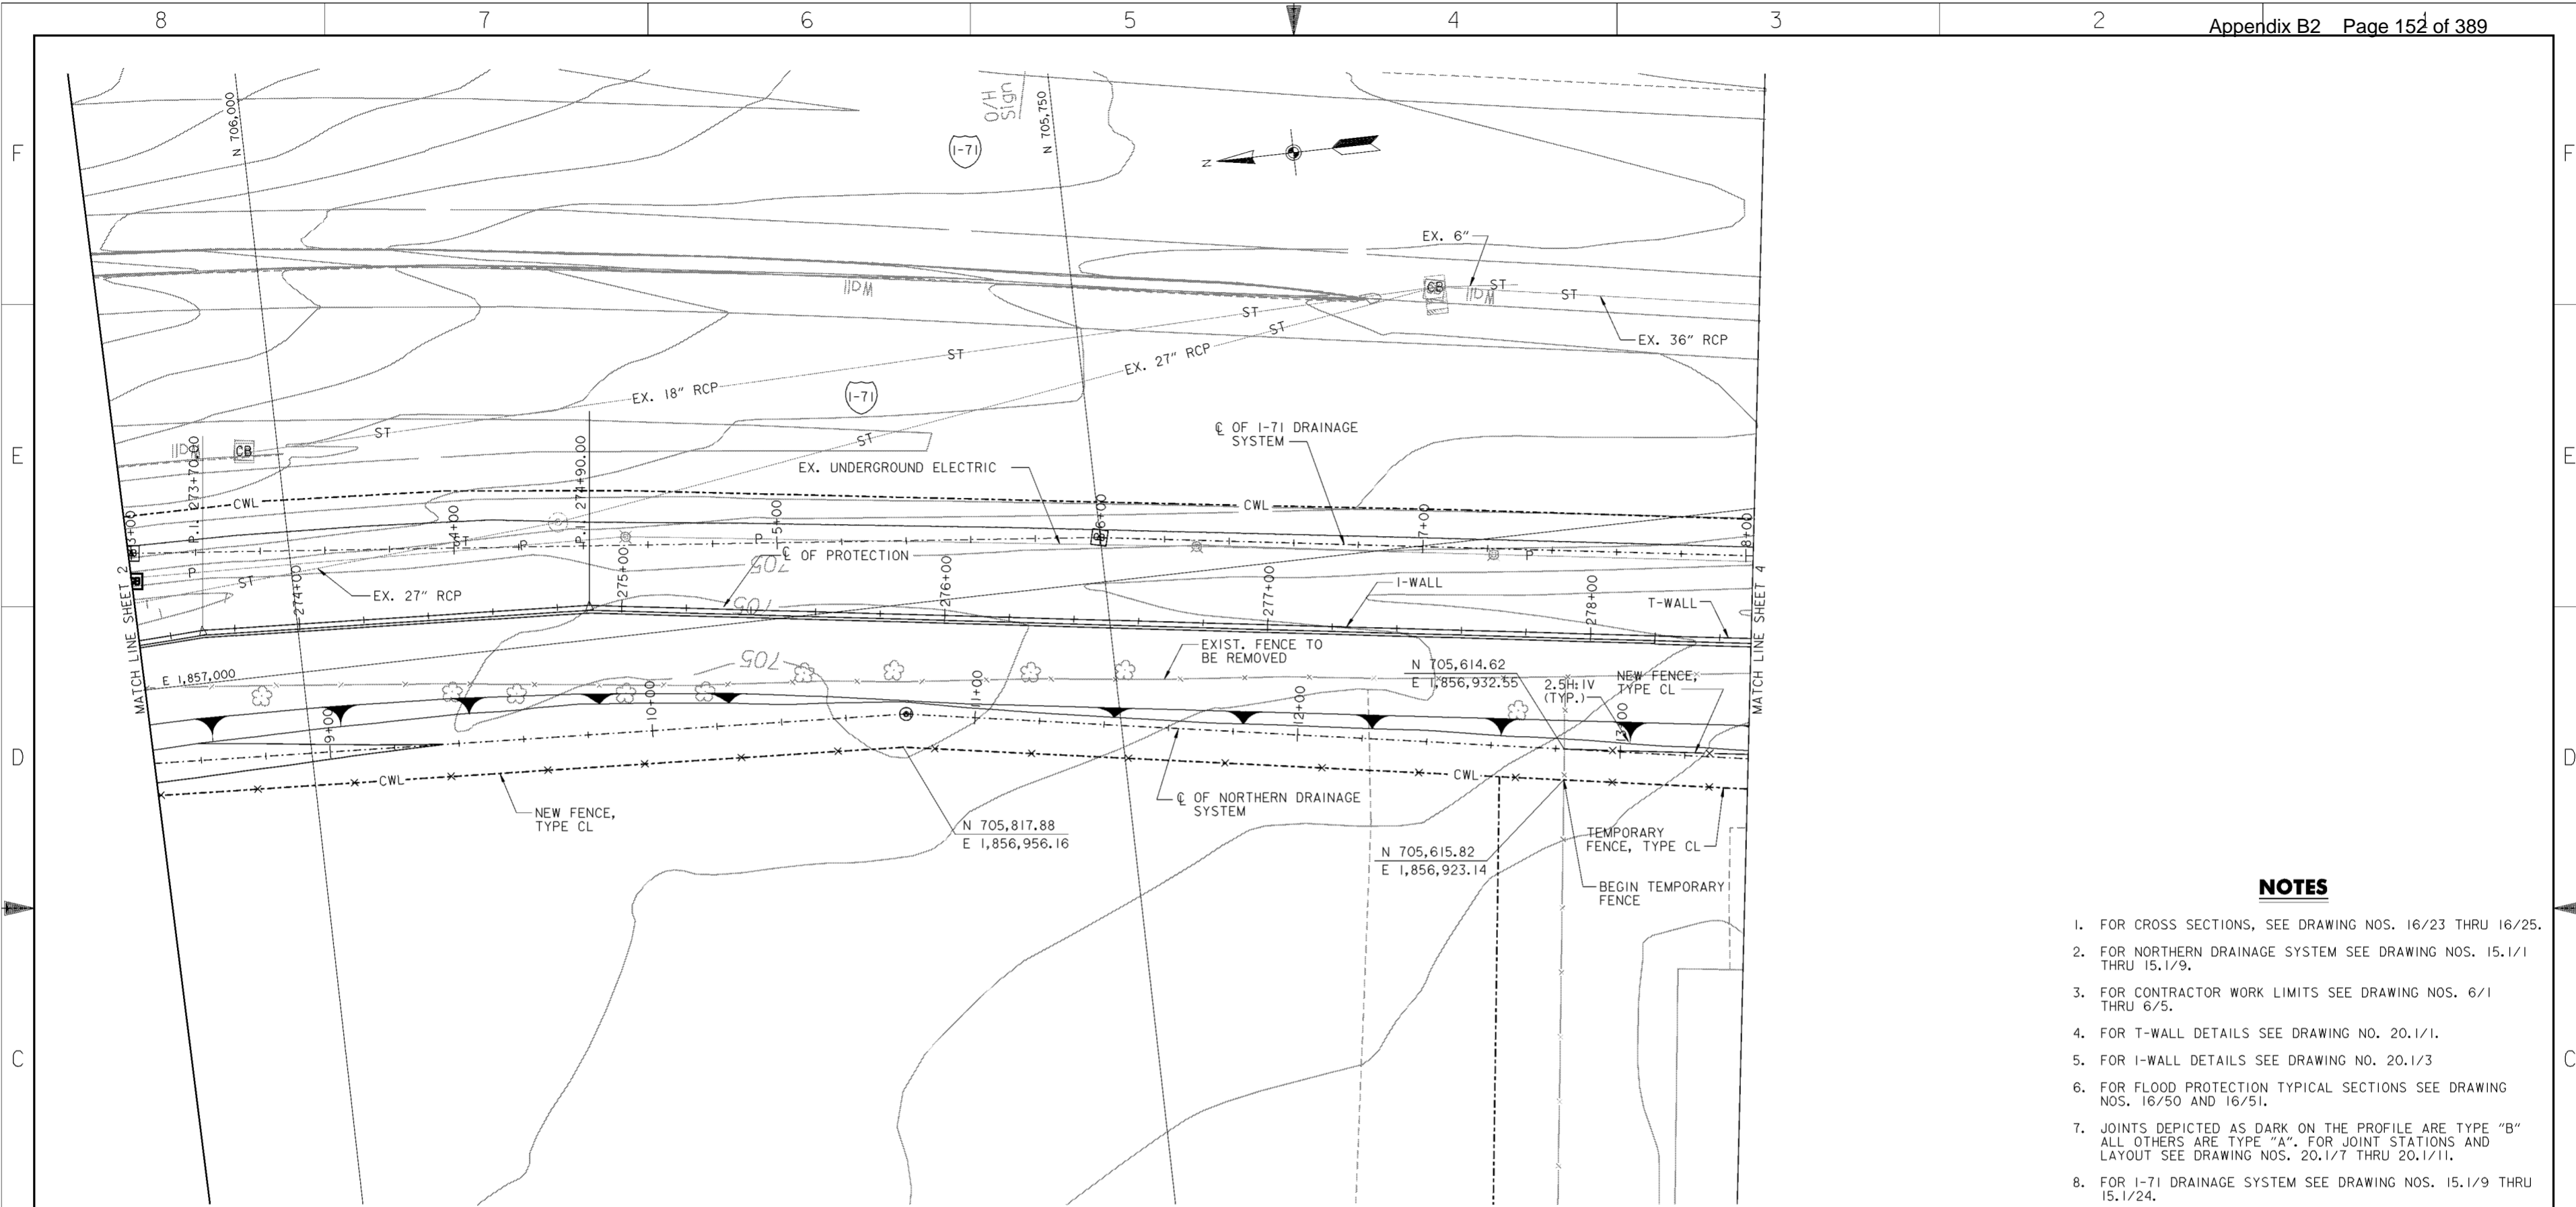 8 7 6 5 4 3 2 1
Appendix B2 Page 152 of 389
F
F
E
E
D
D
C
C
N 706,000
O/H
Sign
N 705,750
I-71
N
EX. 6"
CB
Wall
ST
ST
EX. 36" RCP
Wall
ST
ST
ST
EX. 27" RCP
EX. 18" RCP
I-71
ST
ST
Wall
CB
P.I. 273+70.00
P.I. 274+90.00
℄ OF I-71 DRAINAGE
SYSTEM
EX. UNDERGROUND ELECTRIC
CWL
CWL
3+00
4+00
5+00
6+00
7+00
8+00
ST
P
P
P
℄ OF PROTECTION
705
705
ST
EX. 27" RCP
274+00
275+00
276+00
277+00
278+00
I-WALL
T-WALL
MATCH LINE SHEET 2
MATCH LINE SHEET 4
E 1,857,000
705
EXIST. FENCE TO
BE REMOVED
N 705,614.62
E 1,856,932.55
2.5H:1V
(TYP.)
NEW FENCE,
TYPE CL
9+00
10+00
11+00
12+00
13+00
CWL
CWL
NEW FENCE,
TYPE CL
℄ OF NORTHERN DRAINAGE
SYSTEM
N 705,817.88
E 1,856,956.16
N 705,615.82
E 1,856,923.14
TEMPORARY
FENCE, TYPE CL
BEGIN TEMPORARY
FENCE
NOTES
1. FOR CROSS SECTIONS, SEE DRAWING NOS. 16/23 THRU 16/25.
2. FOR NORTHERN DRAINAGE SYSTEM SEE DRAWING NOS. 15.1/1
THRU 15.1/9.
3. FOR CONTRACTOR WORK LIMITS SEE DRAWING NOS. 6/1
THRU 6/5.
4. FOR T-WALL DETAILS SEE DRAWING NO. 20.1/1.
5. FOR I-WALL DETAILS SEE DRAWING NO. 20.1/3
6. FOR FLOOD PROTECTION TYPICAL SECTIONS SEE DRAWING
NOS. 16/50 AND 16/51.
7. JOINTS DEPICTED AS DARK ON THE PROFILE ARE TYPE "B"
ALL OTHERS ARE TYPE "A". FOR JOINT STATIONS AND
LAYOUT SEE DRAWING NOS. 20.1/7 THRU 20.1/11.
8. FOR I-71 DRAINAGE SYSTEM SEE DRAWING NOS. 15.1/9 THRU
15.1/24.